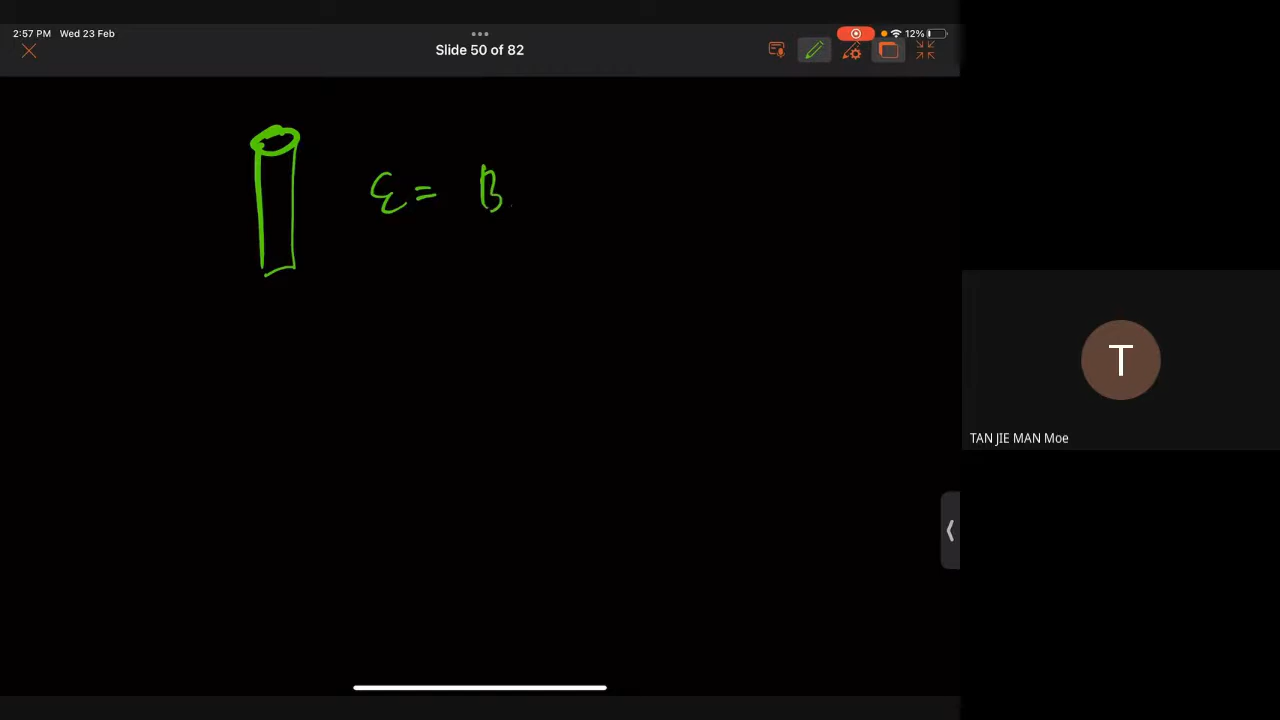 2:57 PM Wed 23 Feb
12%
Slide 50 of 82
ε = B
T
TAN JIE MAN Moe